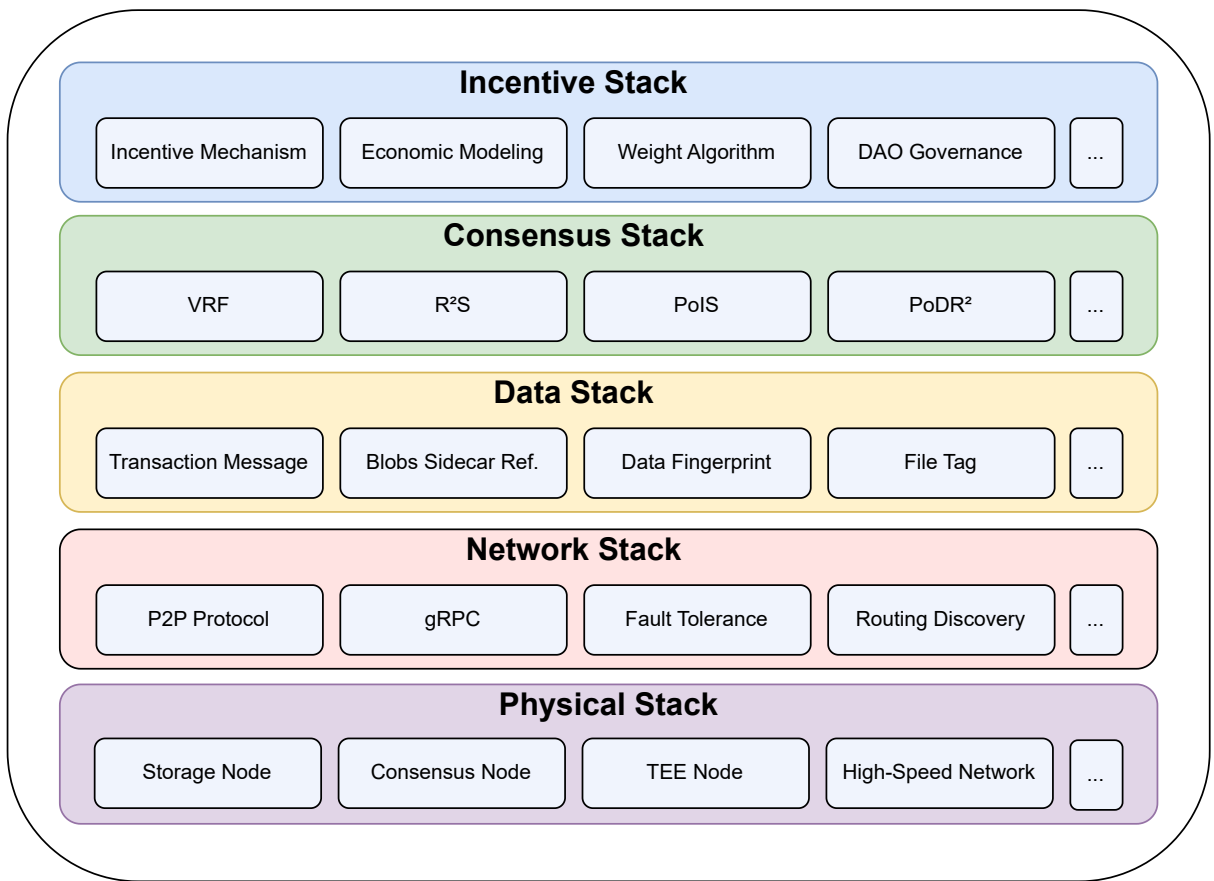 Incentive Stack
Incentive Mechanism
Economic Modeling
Weight Algorithm
DAO Governance
...
Consensus Stack
VRF
R²S
PoIS
PoDR²
...
Data Stack
Transaction Message
Blobs Sidecar Ref.
Data Fingerprint
File Tag
...
Network Stack
P2P Protocol
gRPC
Fault Tolerance
Routing Discovery
...
Physical Stack
Storage Node
Consensus Node
TEE Node
High-Speed Network
...